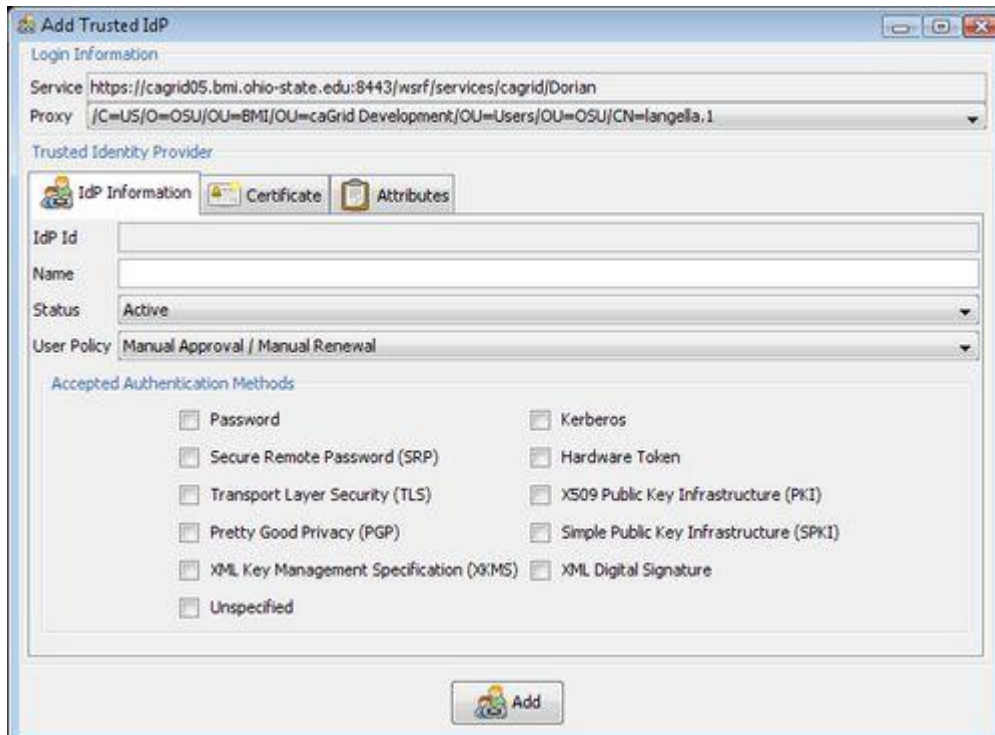 Add Trusted IdP
Login Information
Service https://cagrid05.bmi.ohio-state.edu:8443/wsrf/services/cagrid/Dorian
Proxy /C=US/O=OSU/OU=BMI/OU=caGrid Development/OU=Users/OU=OSU/CN=langella.1
Trusted Identity Provider
IdP Information Certificate Attributes
IdP Id
Name
Status Active
User Policy Manual Approval / Manual Renewal
Accepted Authentication Methods
Password Kerberos
Secure Remote Password (SRP) Hardware Token
Transport Layer Security (TLS) X509 Public Key Infrastructure (PKI)
Pretty Good Privacy (PGP) Simple Public Key Infrastructure (SPKI)
XML Key Management Specification (XKMS) XML Digital Signature
Unspecified
Add